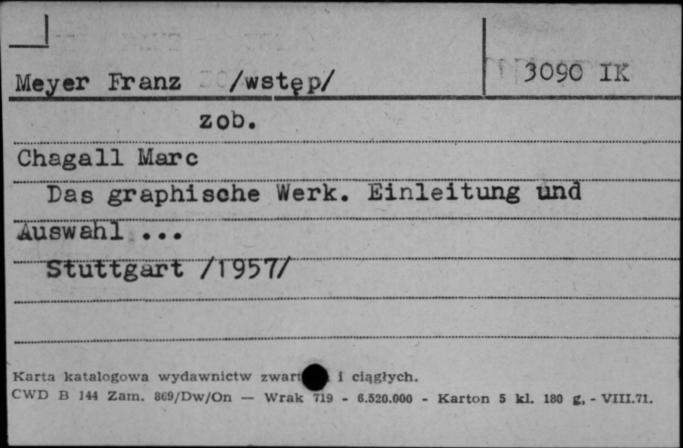 Meyer Franz /wstęp/ 3090 IK
zob.
Chagall Marc
Das graphische Werk. Einleitung und
Auswahl ...
Stuttgart /1957/
Karta katalogowa wydawnictw i ciągłych.
CWD B 144 Zam. 869/Dw/On — Wrak 719 - 6.520.000 - Karton 5 kl. 180 g, - VIII.71.